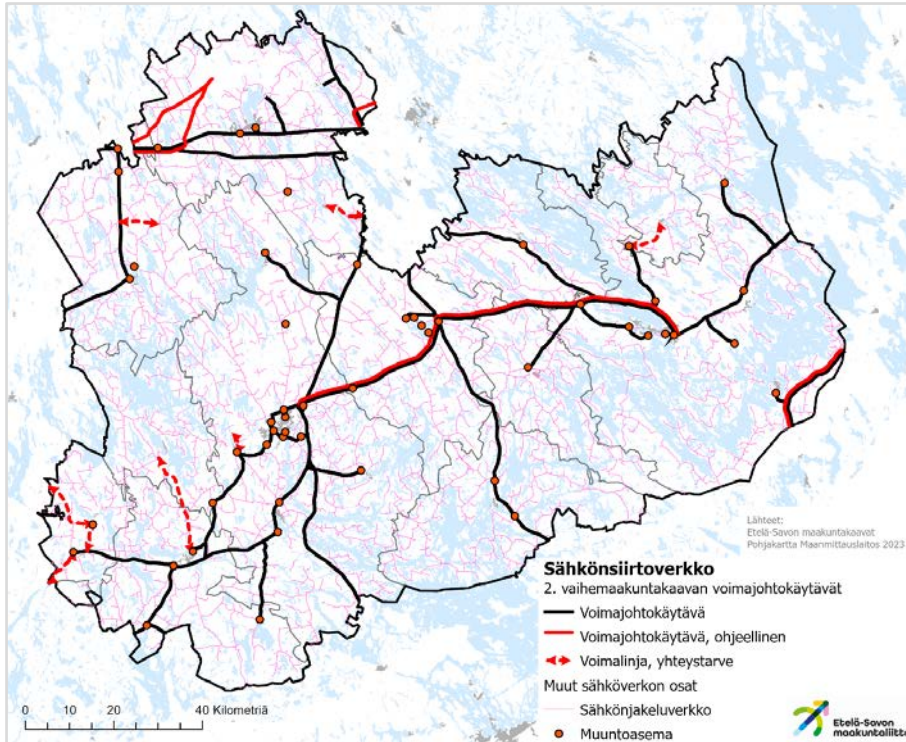 Lähteet:
Etelä-Savon maakuntakaavat
Pohjakartta Maanmittauslaitos 2023
Sähkönsiirtoverkko
2. vaihemaakuntakaavan voimajohtokäytävät
Voimajohtokäytävä
Voimajohtokäytävä, ohjeellinen
Voimalinja, yhteystarve
Muut sähköverkon osat
Sähkönjakeluverkko
Muuntoasema
0 10 20 40 Kilometriä
Etelä-Savon
maakuntaliitto